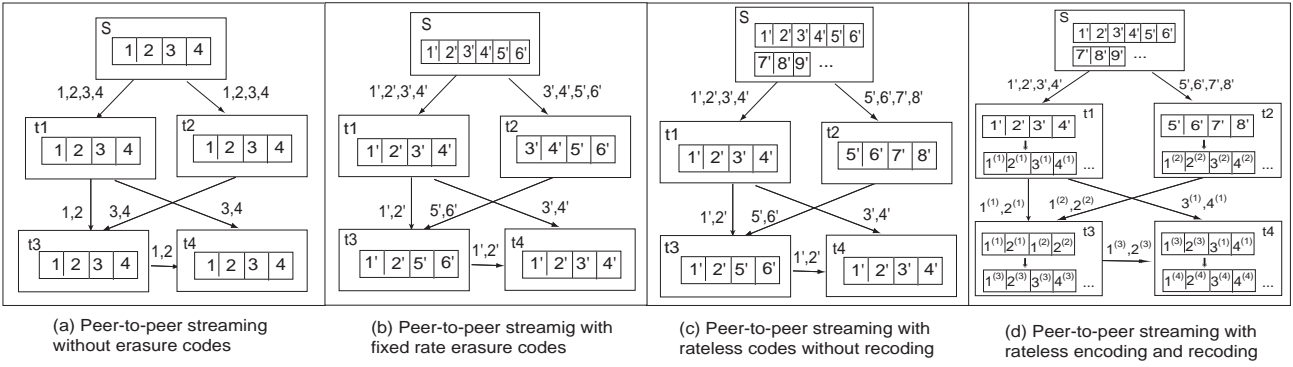 S
1 2 3 4
1,2,3,4 1,2,3,4
t1 t2
1 2 3 4 1 2 3 4
1,2 3,4 3,4
t3 1,2 t4
1 2 3 4 1 2 3 4
(a) Peer-to-peer streaming
without erasure codes
S
1' 2' 3' 4' 5' 6'
1',2',3',4' 3',4',5',6'
t1 t2
1' 2' 3' 4' 3' 4' 5' 6'
1',2' 5',6' 3',4'
t3 1',2' t4
1' 2' 5' 6' 1' 2' 3' 4'
(b) Peer-to-peer streamig with
fixed rate erasure codes
S
1' 2' 3' 4' 5' 6'
7' 8' 9' ...
1',2',3',4' 5',6',7',8'
t1 t2
1' 2' 3' 4' 5' 6' 7' 8'
1',2' 5',6' 3',4'
t3 1',2' t4
1' 2' 5' 6' 1' 2' 3' 4'
(c) Peer-to-peer streaming with
rateless codes without recoding
S
1' 2' 3' 4' 5' 6'
7' 8' 9' ...
1',2',3',4' 5',6',7',8'
t1 t2
1' 2' 3' 4' 5' 6' 7' 8'
1(1) 2(1) 3(1) 4(1) ... 1(2) 2(2) 3(2) 4(2) ...
1(1),2(1) 1(2),2(2) 3(1),4(1)
t3 t4
1(1) 2(1) 1(2) 2(2) 1(3),2(3) 1(3) 2(3) 3(1) 4(1)
1(3) 2(3) 3(3) 4(3) ... 1(4) 2(4) 3(4) 4(4) ...
(d) Peer-to-peer streaming with
rateless encoding and recoding